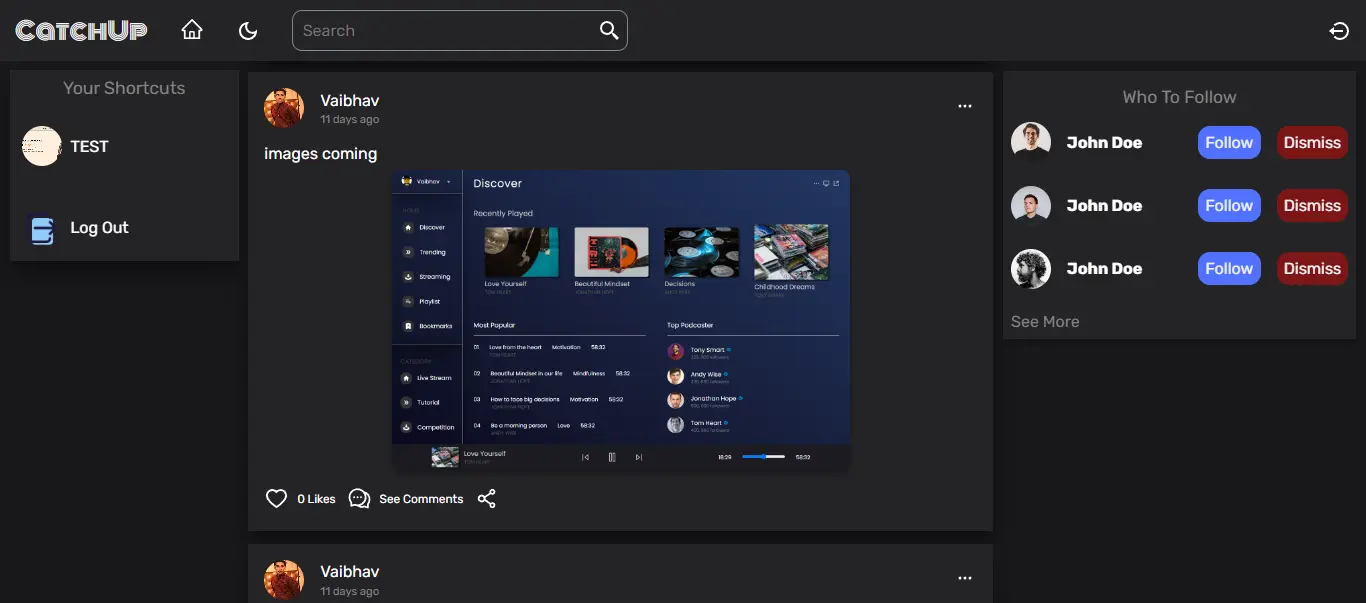 CatchUp
Search
Your Shortcuts
TEST
Log Out
Vaibhav
11 days ago
images coming
Vaibhav
Discover
HOME
Discover
Trending
Streaming
Playlist
Bookmarks
CATEGORY
Live Stream
Tutorial
Competition
Recently Played
Love Yourself
Beautiful Mindset
Decisions
Childhood Dreams
Most Popular
01 Love from the heart Motivation 58:32
02 Beautiful Mindset in our life Mindfulness 58:32
03 How to face big decisions Motivation 58:32
04 Be a morning person Love 58:32
Top Podcaster
Tony Smart
Andy Wise
Jonathan Hope
Tom Heart
Love Yourself
18:29
58:32
0 Likes
See Comments
Vaibhav
11 days ago
Who To Follow
John Doe Follow Dismiss
John Doe Follow Dismiss
John Doe Follow Dismiss
See More